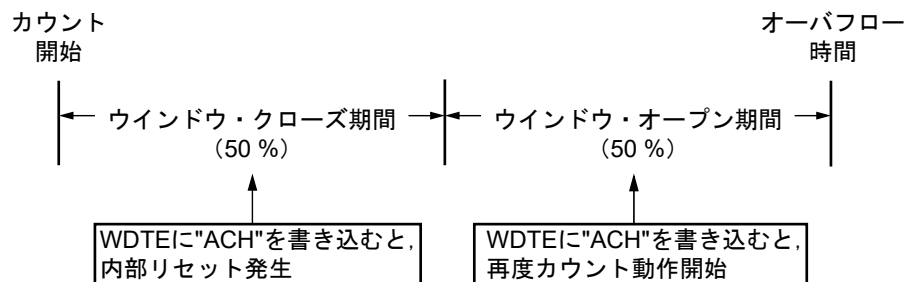 カウント
開始
オーバフロー
時間
ウインドウ・クローズ期間
（50 %）
ウインドウ・オープン期間
（50 %）
WDTEに"ACH"を書き込むと，
内部リセット発生
WDTEに"ACH"を書き込むと，
再度カウント動作開始